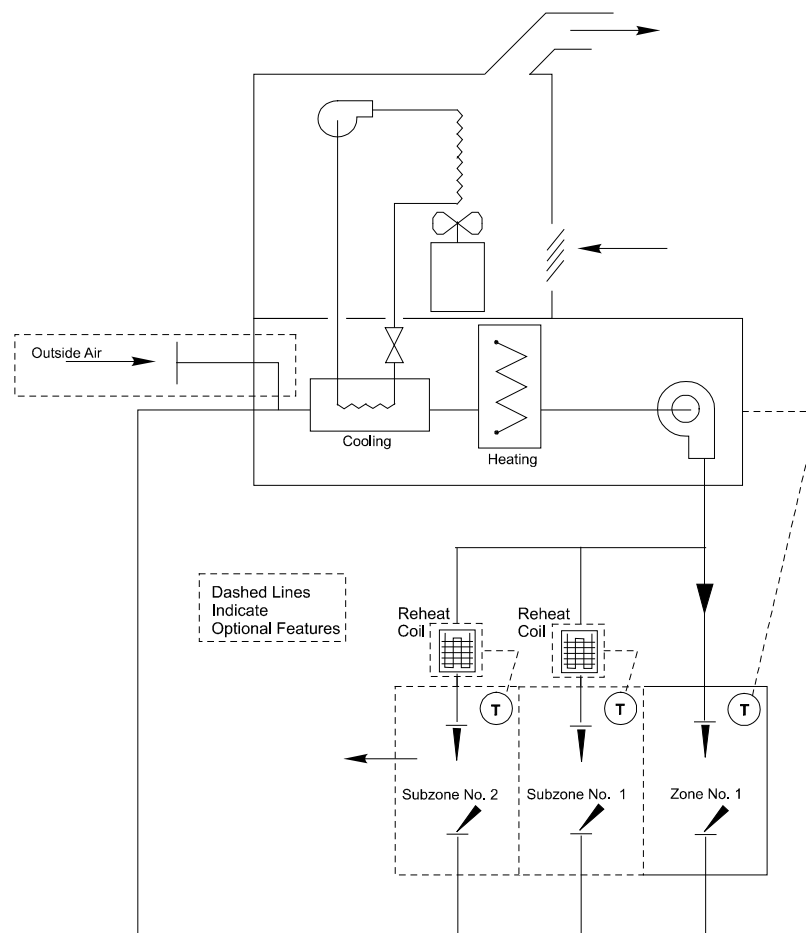 Outside Air
Cooling
Heating
Dashed Lines
Indicate
Optional Features
Reheat
Coil
Reheat
Coil
T
T
T
Subzone No. 2
Subzone No. 1
Zone No. 1